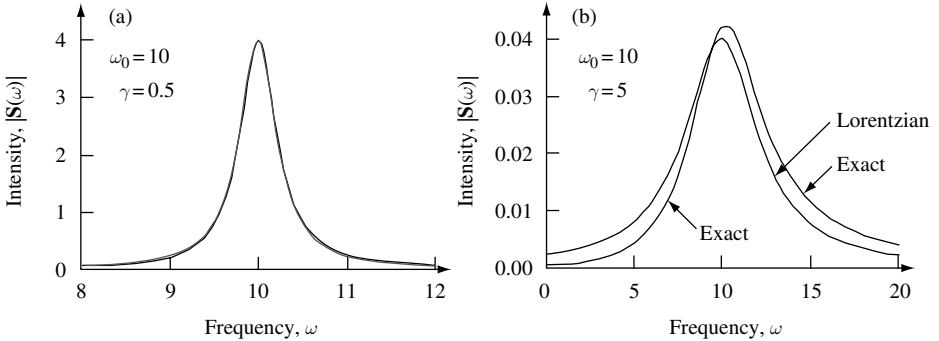 (a)
ω₀ = 10
γ = 0.5
Intensity, |S(ω)|
4
3
2
1
0
8 9 10 11 12
Frequency, ω
(b)
ω₀ = 10
γ = 5
Intensity, |S(ω)|
0.04
0.03
0.02
0.01
0.00
Lorentzian
Exact
Exact
0 5 10 15 20
Frequency, ω